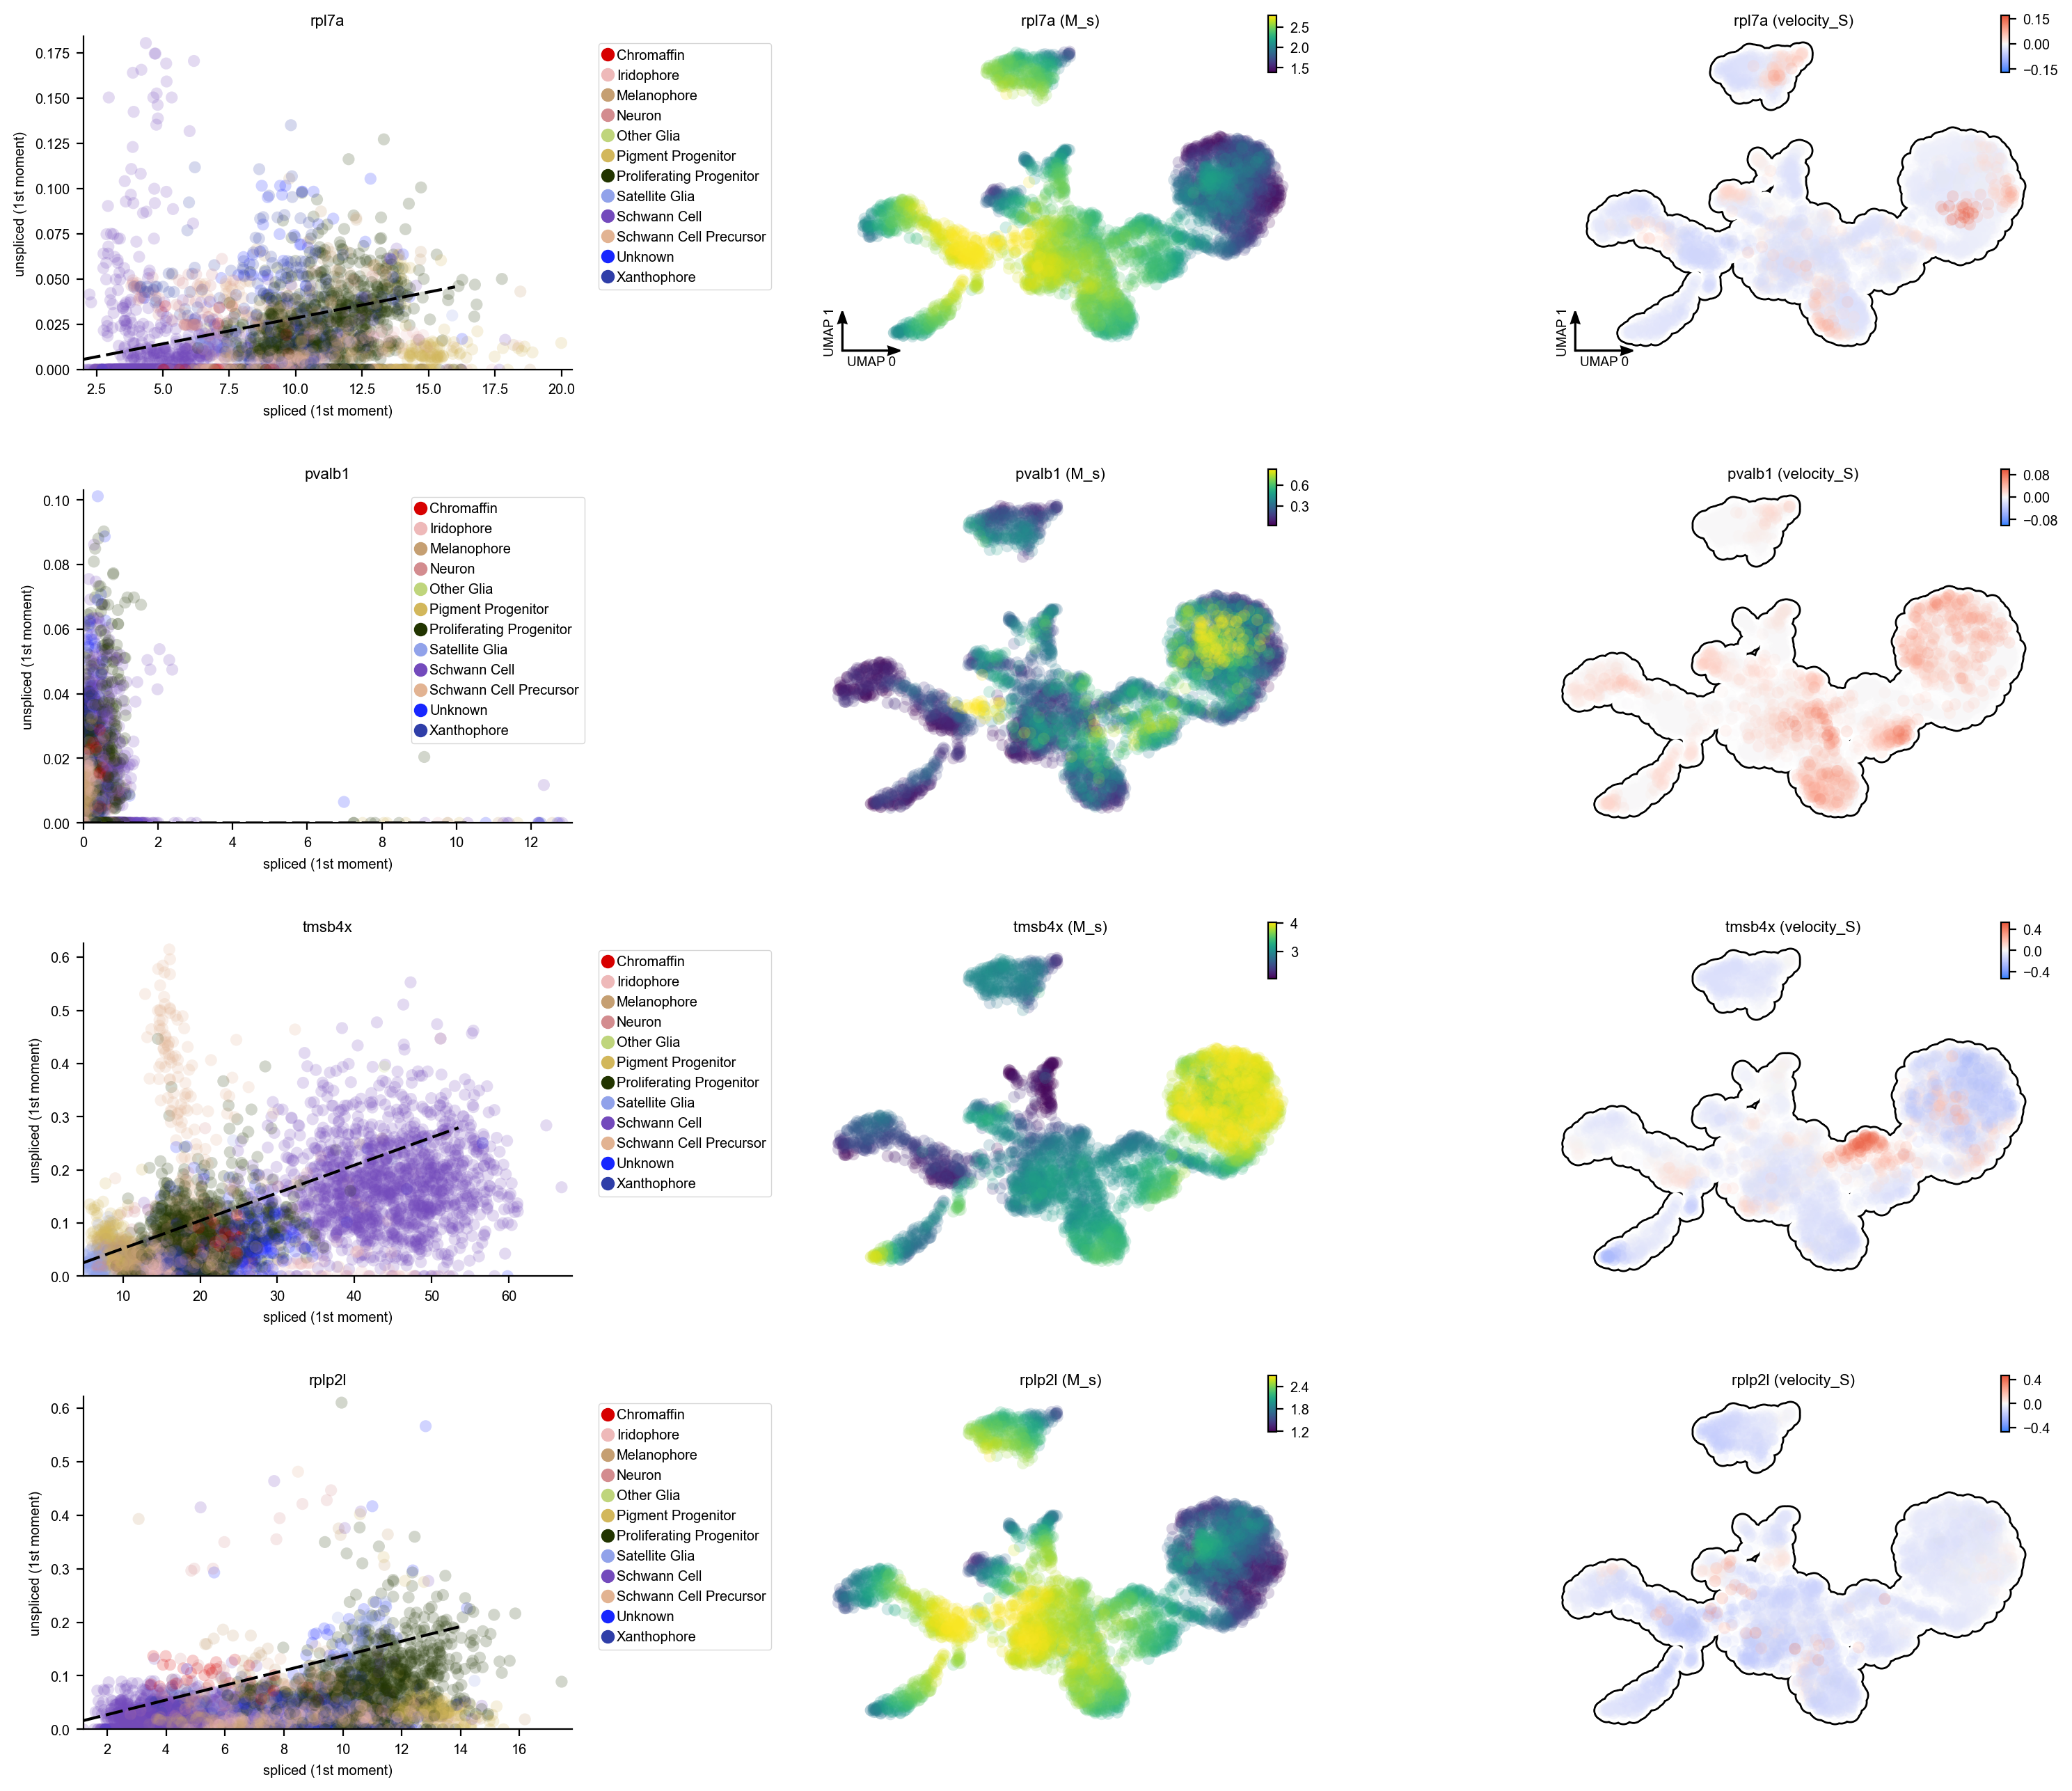 rpl7a
unspliced (1st moment)
0.175
0.150
0.125
0.100
0.075
0.050
0.025
0.000
2.5 5.0 7.5 10.0 12.5 15.0 17.5 20.0
spliced (1st moment)
Chromaffin
Iridophore
Melanophore
Neuron
Other Glia
Pigment Progenitor
Proliferating Progenitor
Satellite Glia
Schwann Cell
Schwann Cell Precursor
Unknown
Xanthophore
rpl7a (M_s)
2.5
2.0
1.5
UMAP 1
UMAP 0
rpl7a (velocity_S)
0.15
0.00
−0.15
UMAP 1
UMAP 0
pvalb1
unspliced (1st moment)
0.10
0.08
0.06
0.04
0.02
0.00
0 2 4 6 8 10 12
spliced (1st moment)
Chromaffin
Iridophore
Melanophore
Neuron
Other Glia
Pigment Progenitor
Proliferating Progenitor
Satellite Glia
Schwann Cell
Schwann Cell Precursor
Unknown
Xanthophore
pvalb1 (M_s)
0.6
0.3
pvalb1 (velocity_S)
0.08
0.00
−0.08
tmsb4x
unspliced (1st moment)
0.6
0.5
0.4
0.3
0.2
0.1
0.0
10 20 30 40 50 60
spliced (1st moment)
Chromaffin
Iridophore
Melanophore
Neuron
Other Glia
Pigment Progenitor
Proliferating Progenitor
Satellite Glia
Schwann Cell
Schwann Cell Precursor
Unknown
Xanthophore
tmsb4x (M_s)
4
3
tmsb4x (velocity_S)
0.4
0.0
−0.4
rplp2l
unspliced (1st moment)
0.6
0.5
0.4
0.3
0.2
0.1
0.0
2 4 6 8 10 12 14 16
spliced (1st moment)
Chromaffin
Iridophore
Melanophore
Neuron
Other Glia
Pigment Progenitor
Proliferating Progenitor
Satellite Glia
Schwann Cell
Schwann Cell Precursor
Unknown
Xanthophore
rplp2l (M_s)
2.4
1.8
1.2
rplp2l (velocity_S)
0.4
0.0
−0.4